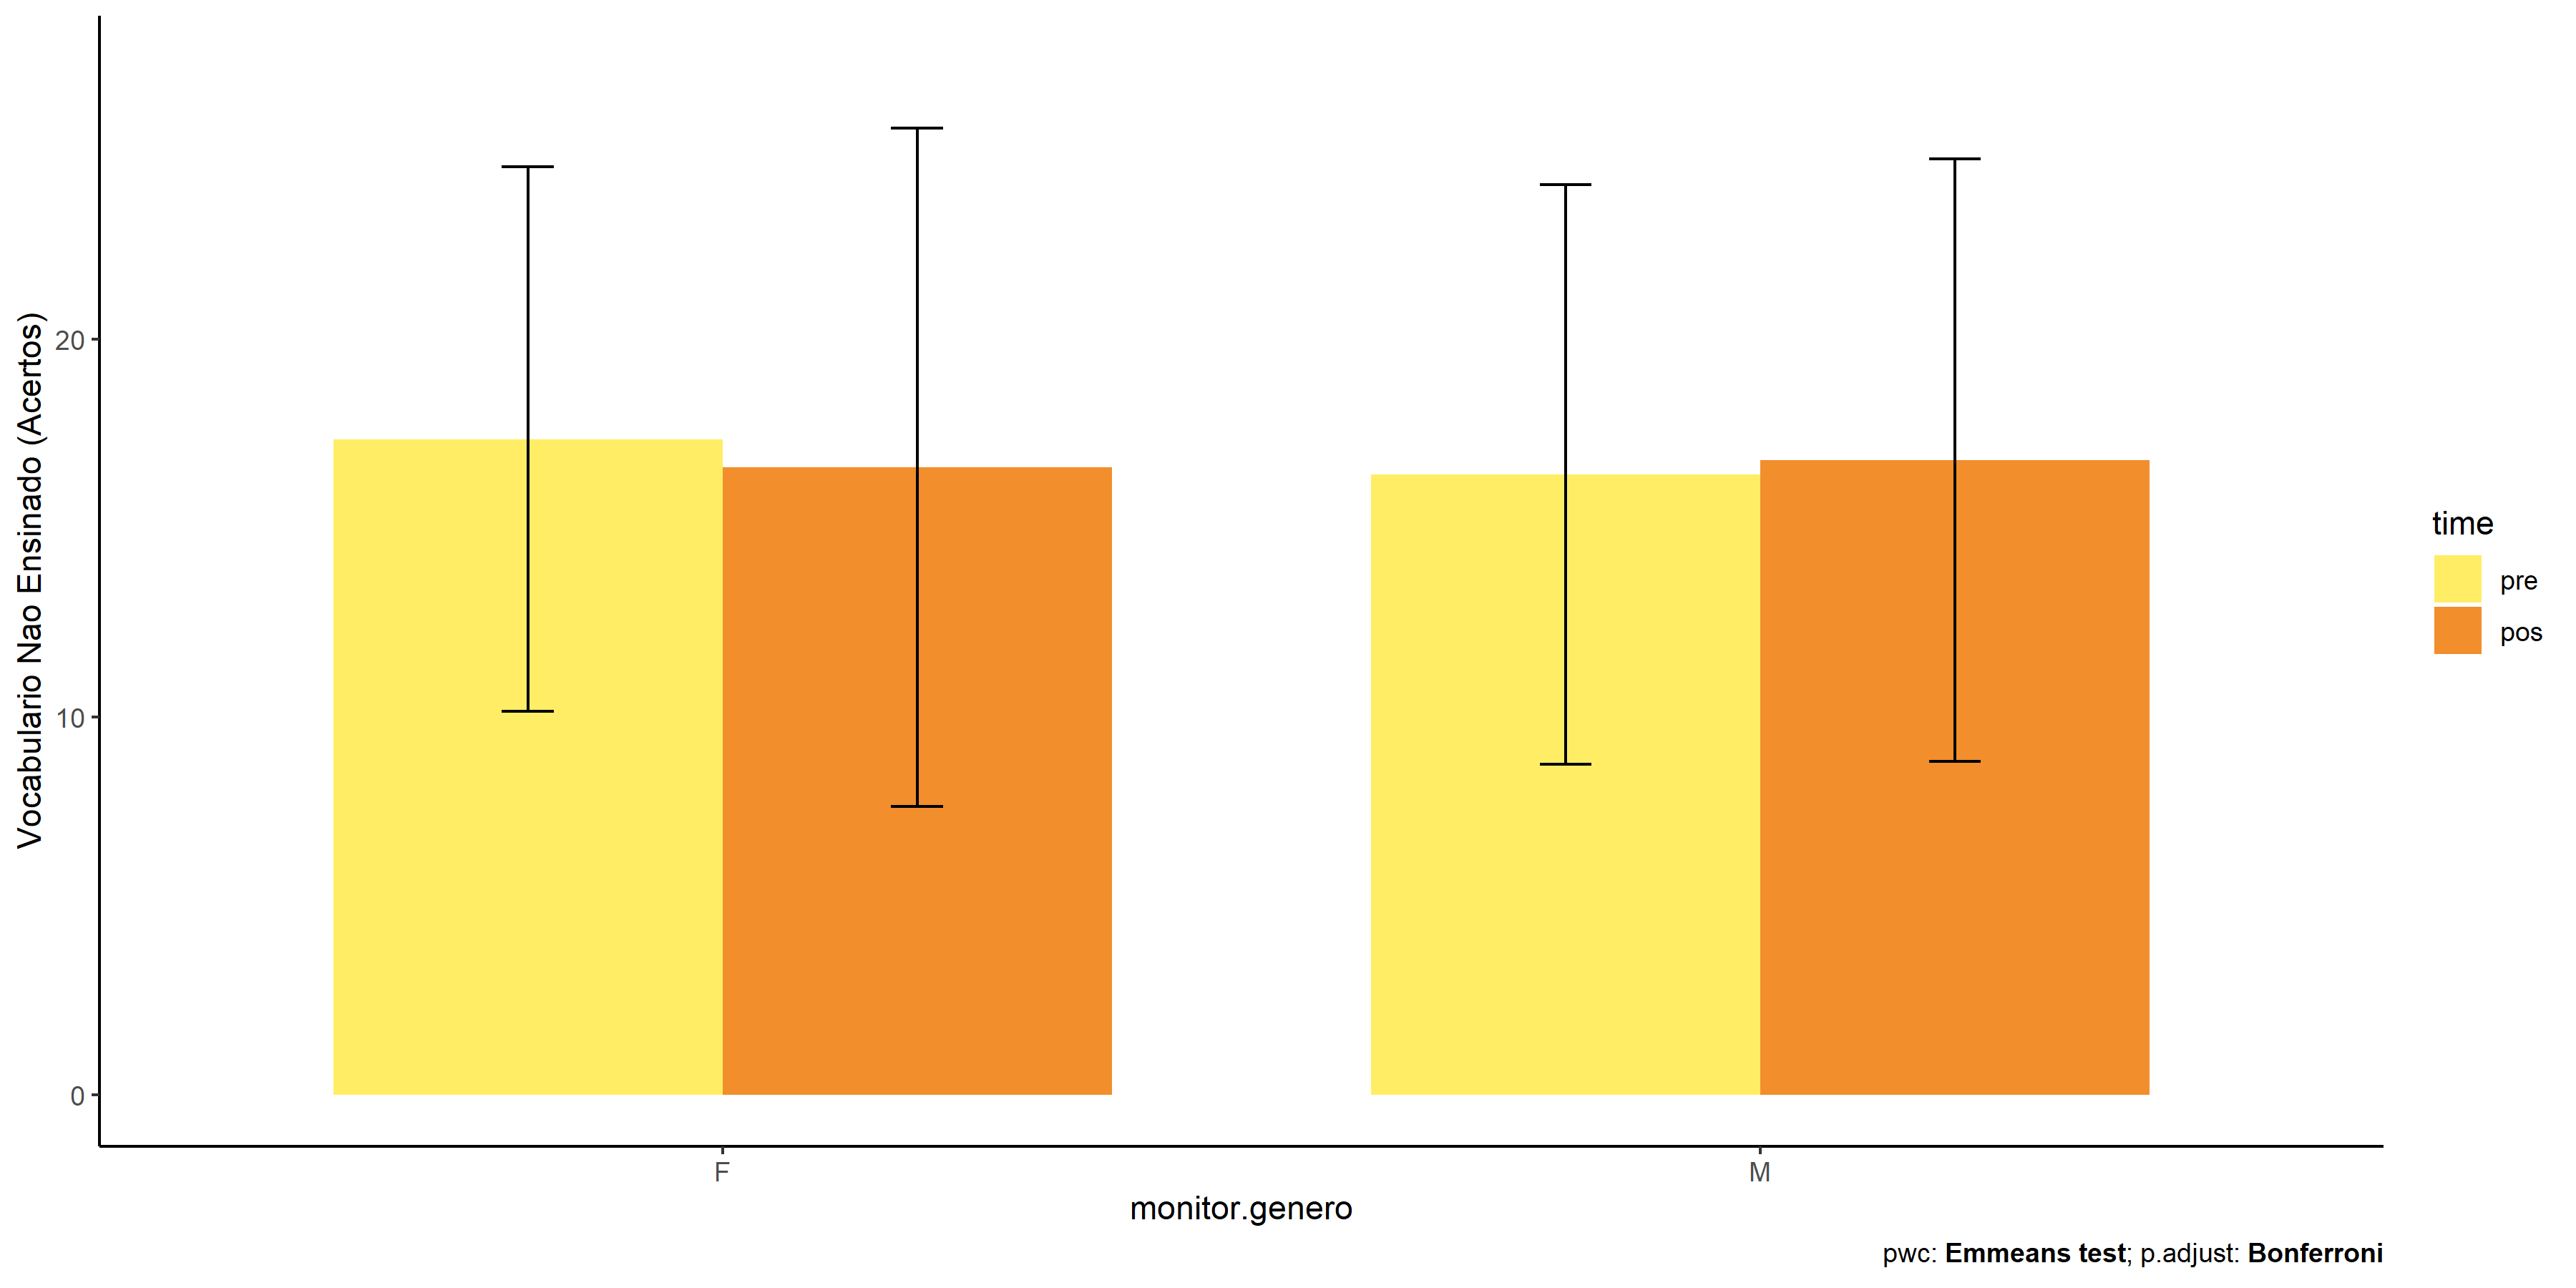 Vocabulario Nao Ensinado (Acertos)
20
10
0
F
M
monitor.genero
time
pre
pos
pwc: Emmeans test; p.adjust: Bonferroni